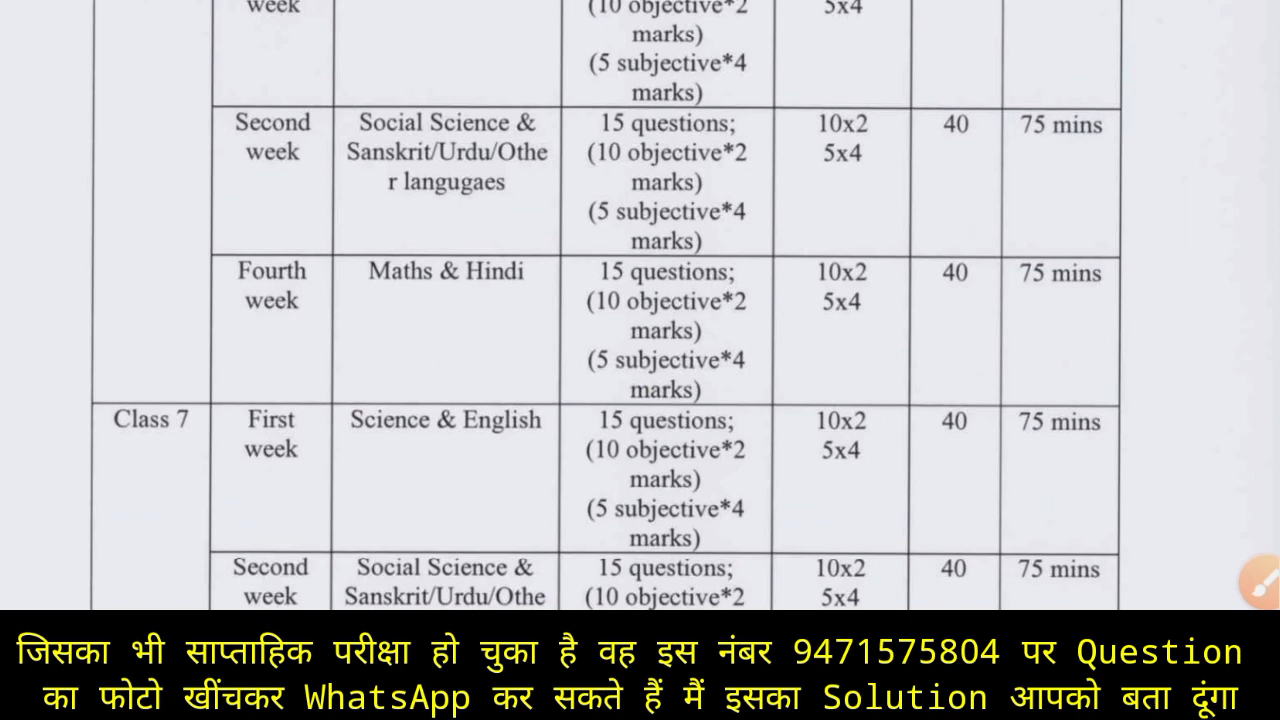 week
(10 objective*2
5x4
marks)
(5 subjective*4
marks)
Second
week
Social Science &
Sanskrit/Urdu/Othe
r langugaes
15 questions;
(10 objective*2
marks)
(5 subjective*4
marks)
10x2
5x4
40
75 mins
Fourth
week
Maths & Hindi
15 questions;
(10 objective*2
marks)
(5 subjective*4
marks)
10x2
5x4
40
75 mins
Class 7
First
week
Science & English
15 questions;
(10 objective*2
marks)
(5 subjective*4
marks)
10x2
5x4
40
75 mins
Second
week
Social Science &
Sanskrit/Urdu/Othe
15 questions;
(10 objective*2
10x2
5x4
40
75 mins
जिसका भी साप्ताहिक परीक्षा हो चुका है वह इस नंबर 9471575804 पर Question
का फोटो खींचकर WhatsApp कर सकते हैं मैं इसका Solution आपको बता दूंगा